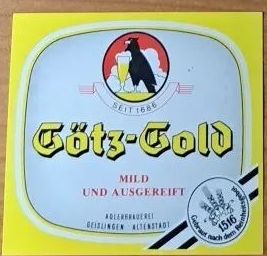 SEIT 1686
Götz-Gold
MILD
UND AUSGEREIFT
ADLERBRAUEREI
GEISLINGEN - ALTENSTADT
1516
Gebraut nach dem Reinheitsgebot